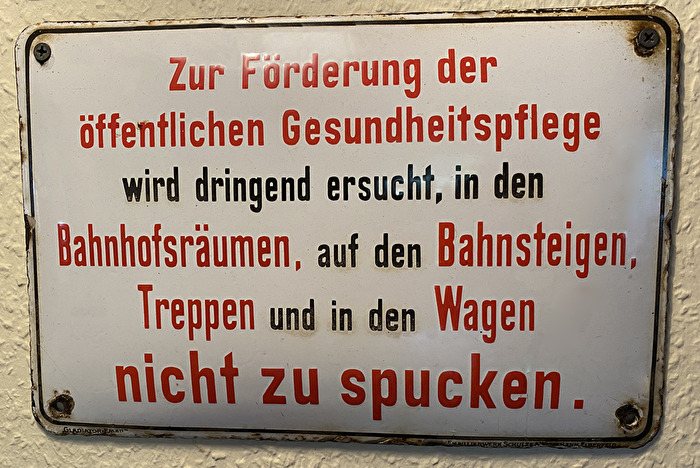 Zur Förderung der
öffentlichen Gesundheitspflege
wird dringend ersucht, in den
Bahnhofsräumen, auf den Bahnsteigen,
Treppen und in den Wagen
nicht zu spucken.